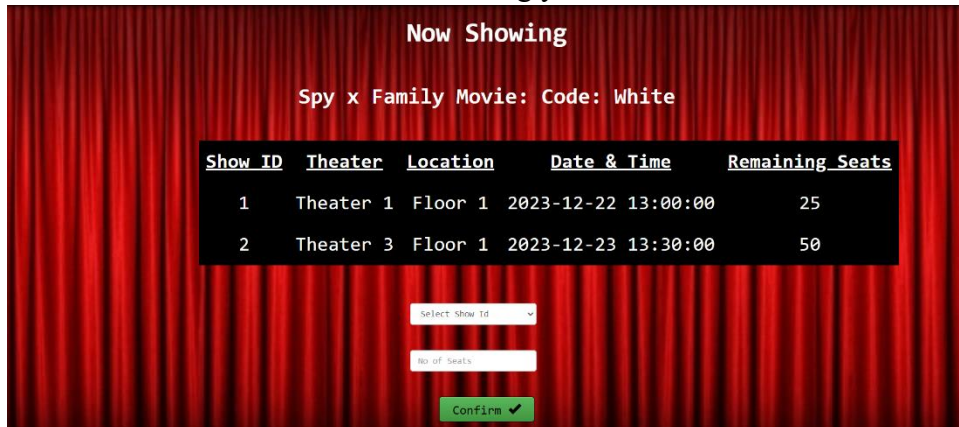 Now Showing
Spy x Family Movie: Code: White
Show ID Theater Location Date & Time Remaining Seats
1 Theater 1 Floor 1 2023-12-22 13:00:00 25
2 Theater 3 Floor 1 2023-12-23 13:30:00 50
Select Show Id
No of Seats
Confirm ✔